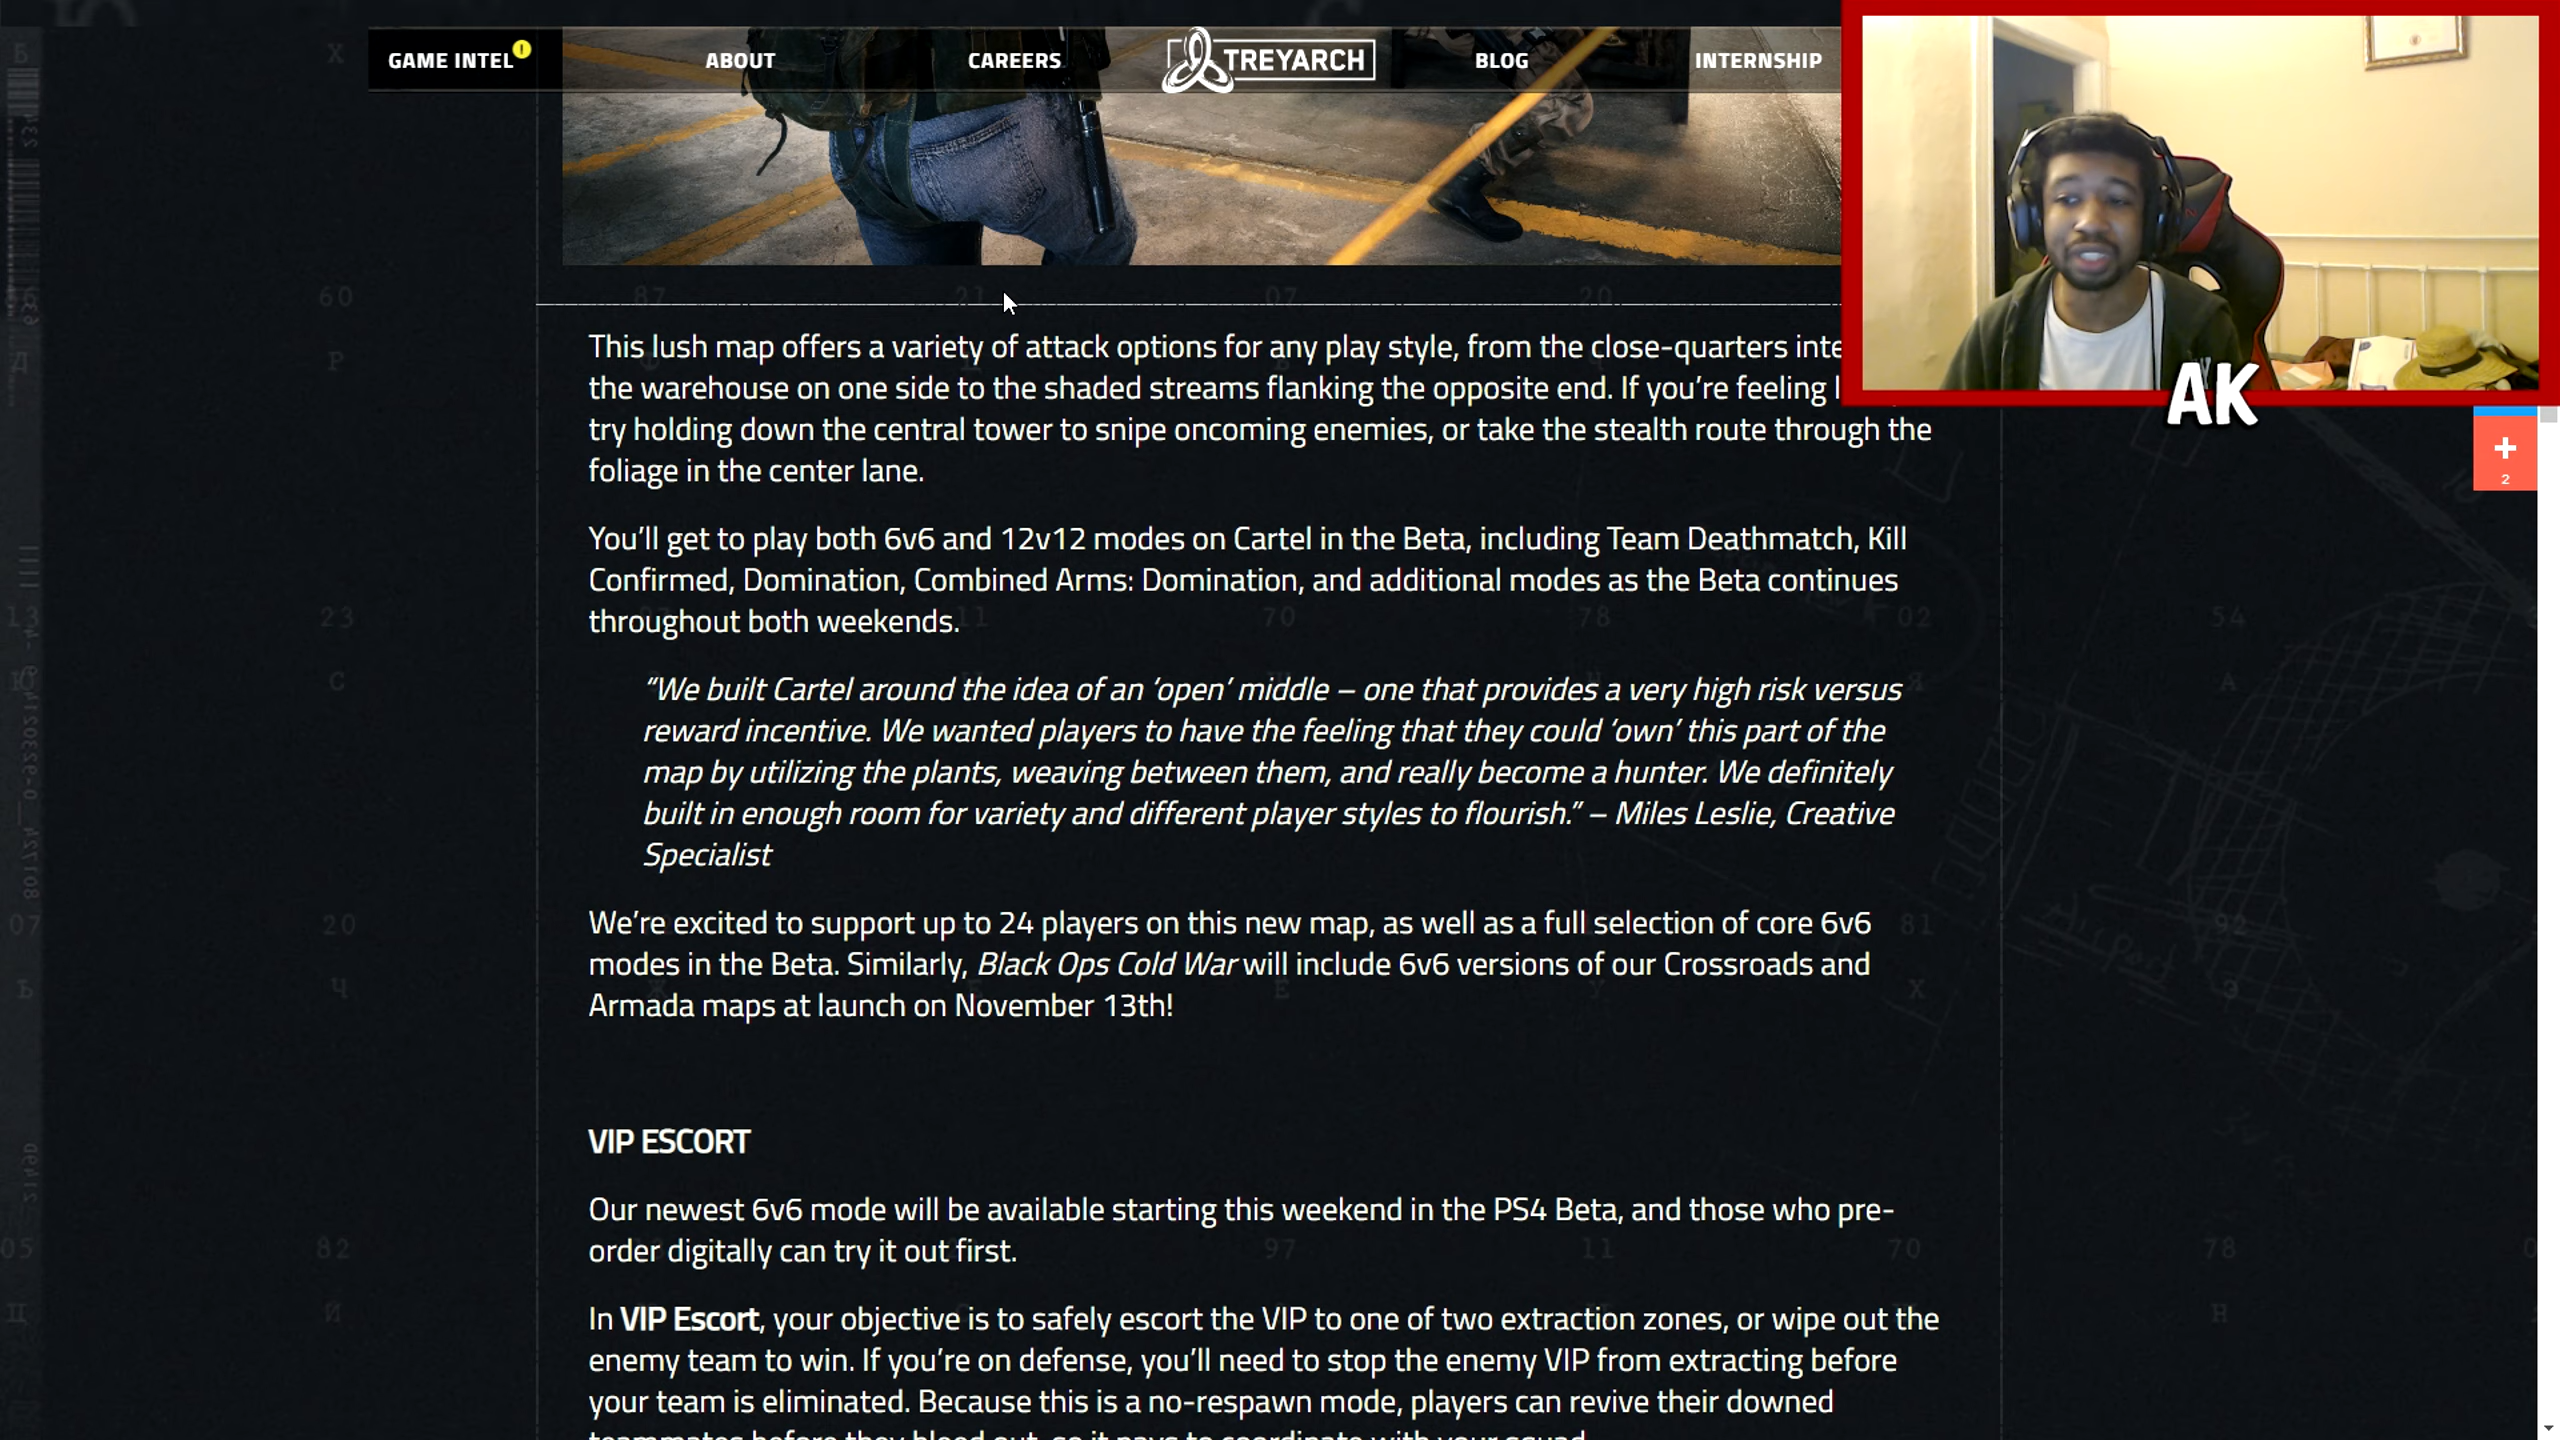 GAME INTEL
ABOUT
CAREERS
TREYARCH
BLOG
INTERNSHIP
This lush map offers a variety of attack options for any play style, from the close-quarters
the warehouse on one side to the shaded streams flanking the opposite end. If you’re feeling
try holding down the central tower to snipe oncoming enemies, or take the stealth route through the
foliage in the center lane.
AK
+
2
You’ll get to play both 6v6 and 12v12 modes on Cartel in the Beta, including Team Deathmatch, Kill
Confirmed, Domination, Combined Arms: Domination, and additional modes as the Beta continues
throughout both weekends.
“We built Cartel around the idea of an ‘open’ middle – one that provides a very high risk versus
reward incentive. We wanted players to have the feeling that they could ‘own’ this part of the
map by utilizing the plants, weaving between them, and really become a hunter. We definitely
built in enough room for variety and different player styles to flourish.” – Miles Leslie, Creative
Specialist
We’re excited to support up to 24 players on this new map, as well as a full selection of core 6v6
modes in the Beta. Similarly, Black Ops Cold War will include 6v6 versions of our Crossroads and
Armada maps at launch on November 13th!
VIP ESCORT
Our newest 6v6 mode will be available starting this weekend in the PS4 Beta, and those who pre-
order digitally can try it out first.
In VIP Escort, your objective is to safely escort the VIP to one of two extraction zones, or wipe out the
enemy team to win. If you’re on defense, you’ll need to stop the enemy VIP from extracting before
your team is eliminated. Because this is a no-respawn mode, players can revive their downed
teammates before they bleed out, so it pays to coordinate with your squad.